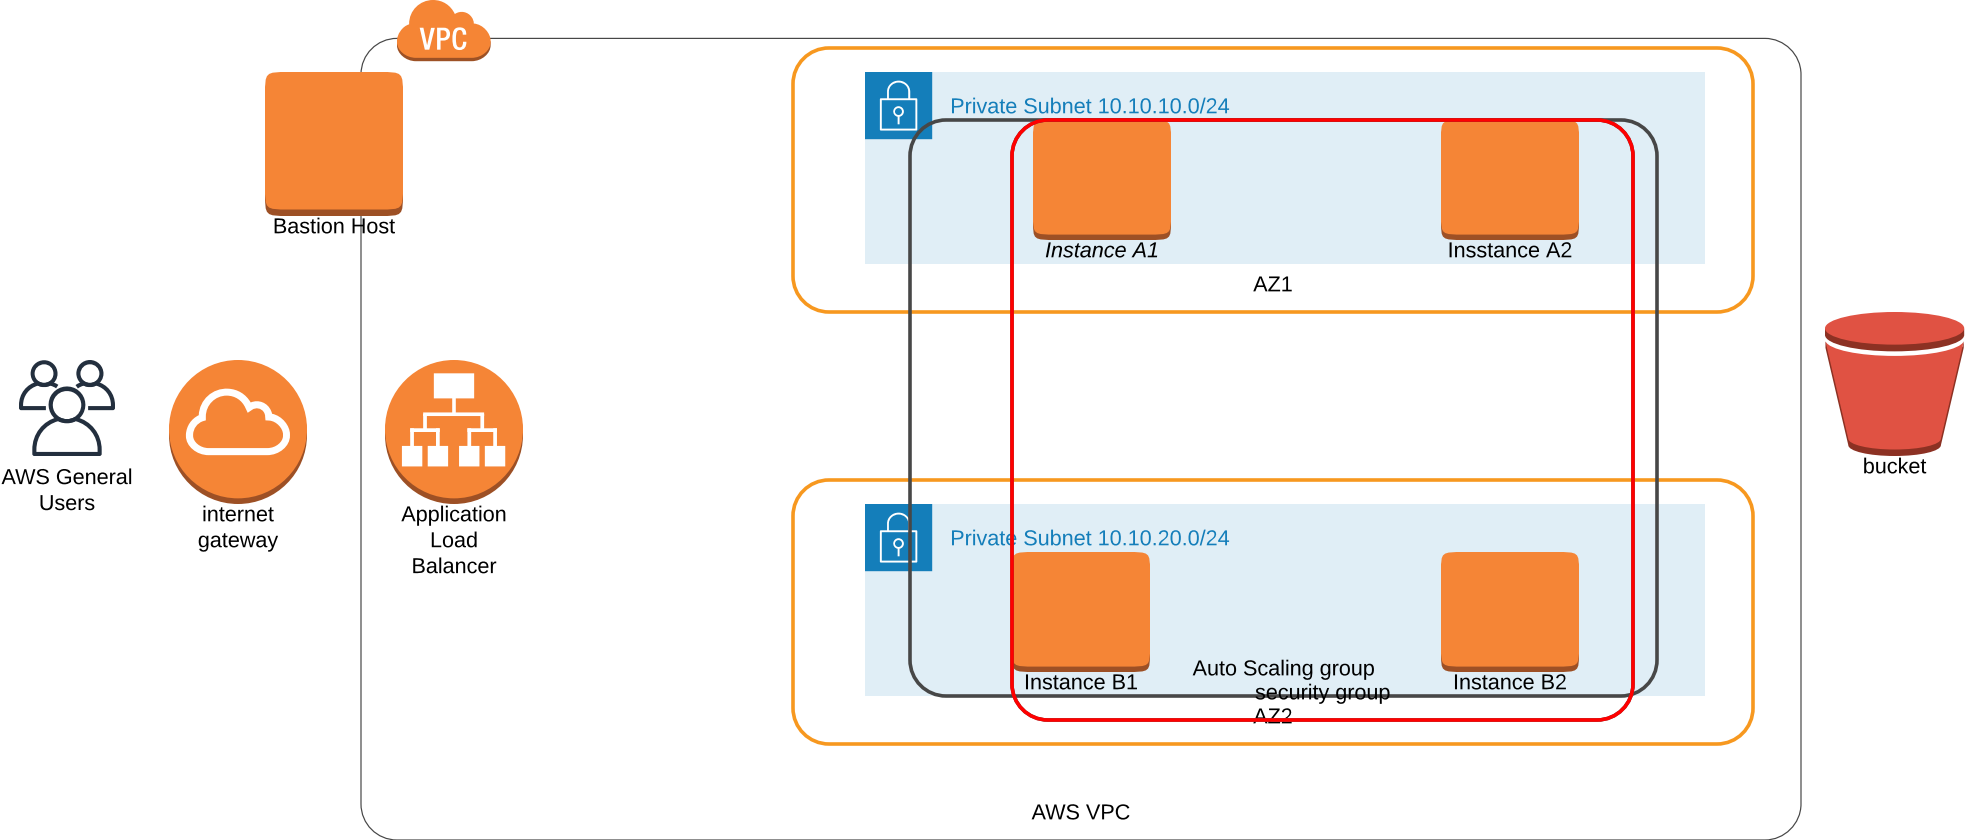 VPC
Private Subnet 10.10.10.0/24
Bastion Host
Instance A1
Insstance A2
AZ1
AWS General
Users
internet
gateway
Application
Load
Balancer
bucket
Private Subnet 10.10.20.0/24
Instance B1
Auto Scaling group
Instance B2
security group
AZ2
AWS VPC